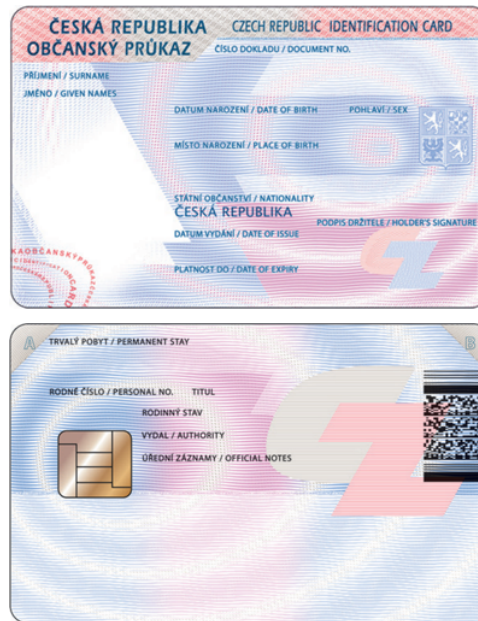 ČESKÁ REPUBLIKA CZECH REPUBLIC IDENTIFICATION CARD
OBČANSKÝ PRŮKAZ ČÍSLO DOKLADU / DOCUMENT NO.
PŘÍJMENÍ / SURNAME
JMÉNO / GIVEN NAMES
DATUM NAROZENÍ / DATE OF BIRTH POHLAVÍ / SEX
MÍSTO NAROZENÍ / PLACE OF BIRTH
STÁTNÍ OBČANSTVÍ / NATIONALITY
ČESKÁ REPUBLIKA
PODPIS DRŽITELE / HOLDER'S SIGNATURE
DATUM VYDÁNÍ / DATE OF ISSUE
PLATNOST DO / DATE OF EXPIRY
CZ
A TRVALÝ POBYT / PERMANENT STAY B
RODNÉ ČÍSLO / PERSONAL NO. TITUL
RODINNÝ STAV
VYDAL / AUTHORITY
ÚŘEDNÍ ZÁZNAMY / OFFICIAL NOTES
CZ